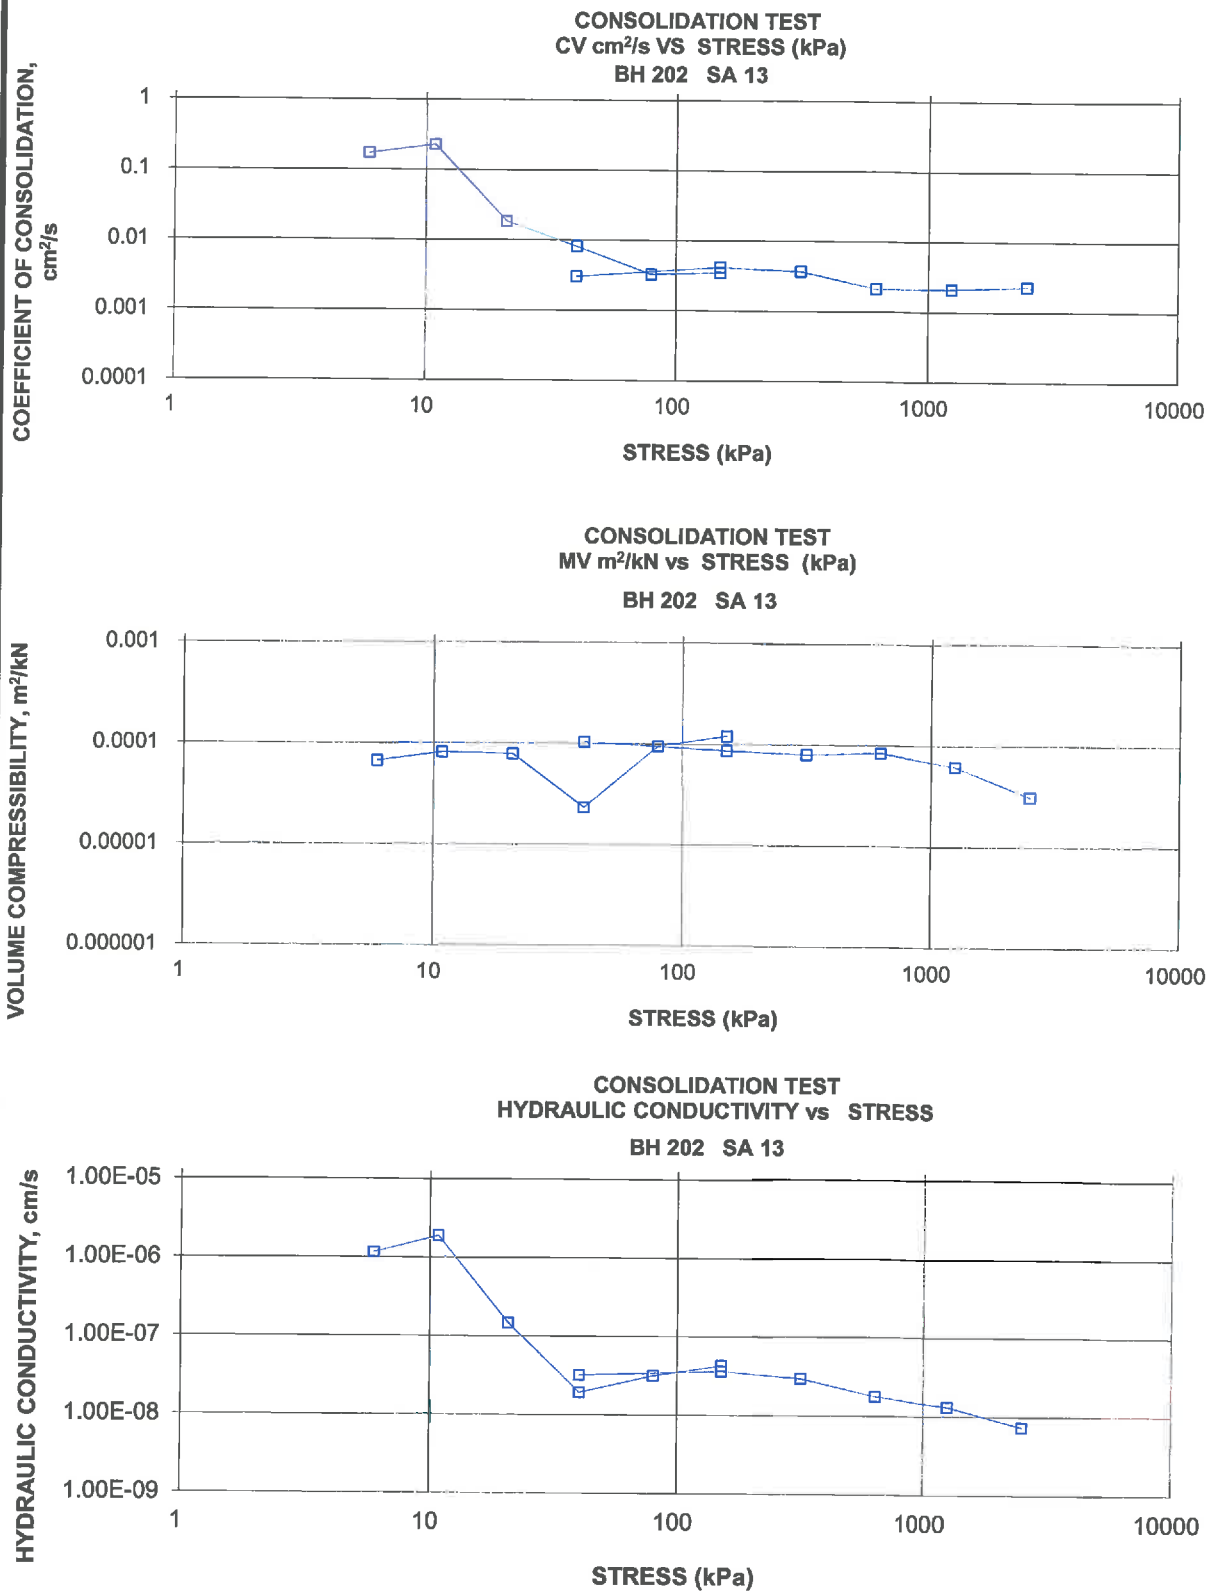 CONSOLIDATION TEST
CV cm²/s VS STRESS (kPa)
BH 202 SA 13
COEFFICIENT OF CONSOLIDATION,
cm²/s
1
0.1
0.01
0.001
0.0001
1 10 100 1000 10000
STRESS (kPa)
CONSOLIDATION TEST
MV m²/kN vs STRESS (kPa)
BH 202 SA 13
VOLUME COMPRESSIBILITY, m²/kN
0.001
0.0001
0.00001
0.000001
1 10 100 1000 10000
STRESS (kPa)
CONSOLIDATION TEST
HYDRAULIC CONDUCTIVITY vs STRESS
BH 202 SA 13
HYDRAULIC CONDUCTIVITY, cm/s
1.00E-05
1.00E-06
1.00E-07
1.00E-08
1.00E-09
1 10 100 1000 10000
STRESS (kPa)